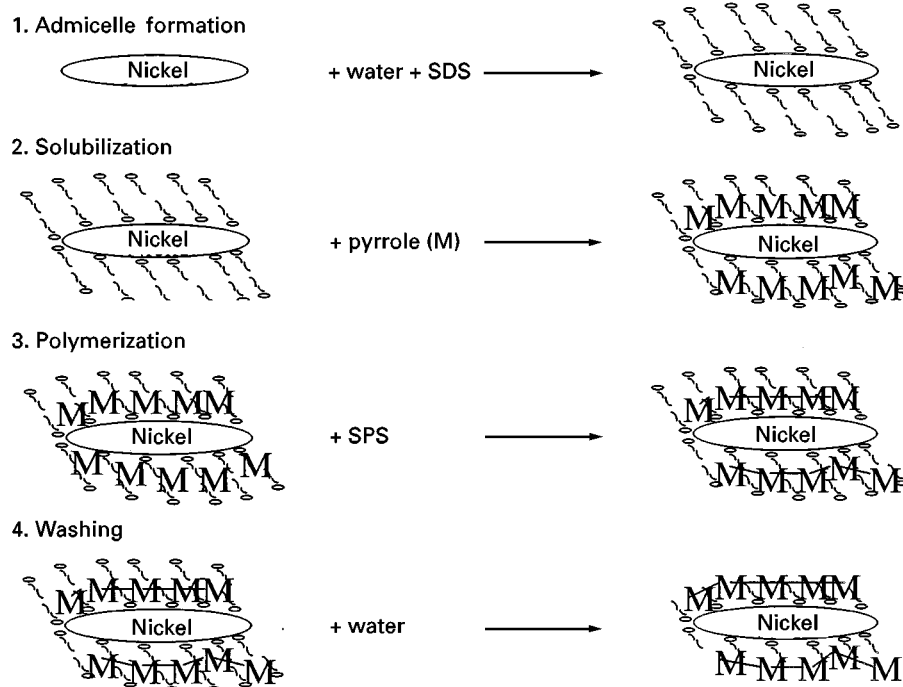 1. Admicelle formation
Nickel + water + SDS Nickel
2. Solubilization
M M M M M
Nickel + pyrrole (M) Nickel
M M M M M M
3. Polymerization
M M M M M M M M M M
Nickel + SPS Nickel
M M M M M M M M M M M
4. Washing
M M M M M M M M M M
Nickel + water Nickel
M M M M M M M M M M